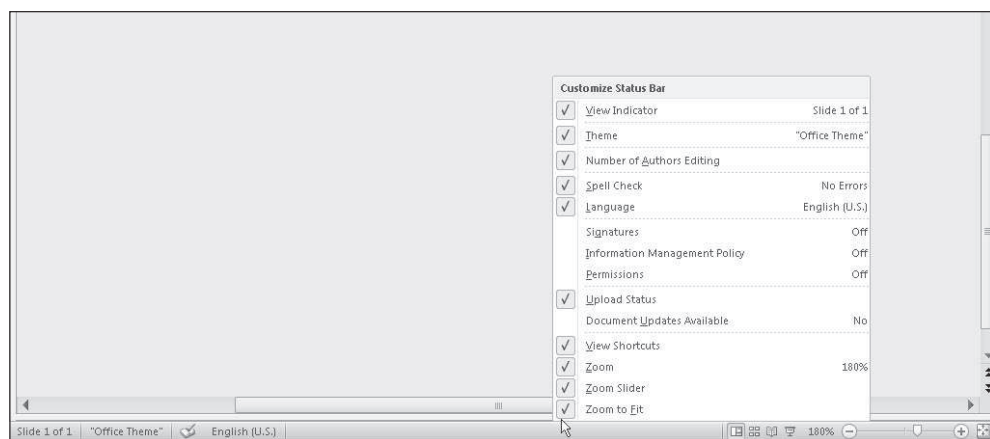 Customize Status Bar
View Indicator Slide 1 of 1
Theme "Office Theme"
Number of Authors Editing
Spell Check No Errors
Language English (U.S.)
Signatures Off
Information Management Policy Off
Permissions Off
Upload Status
Document Updates Available No
View Shortcuts
Zoom 180%
Zoom Slider
Zoom to Fit
Slide 1 of 1 "Office Theme" English (U.S.) 180%